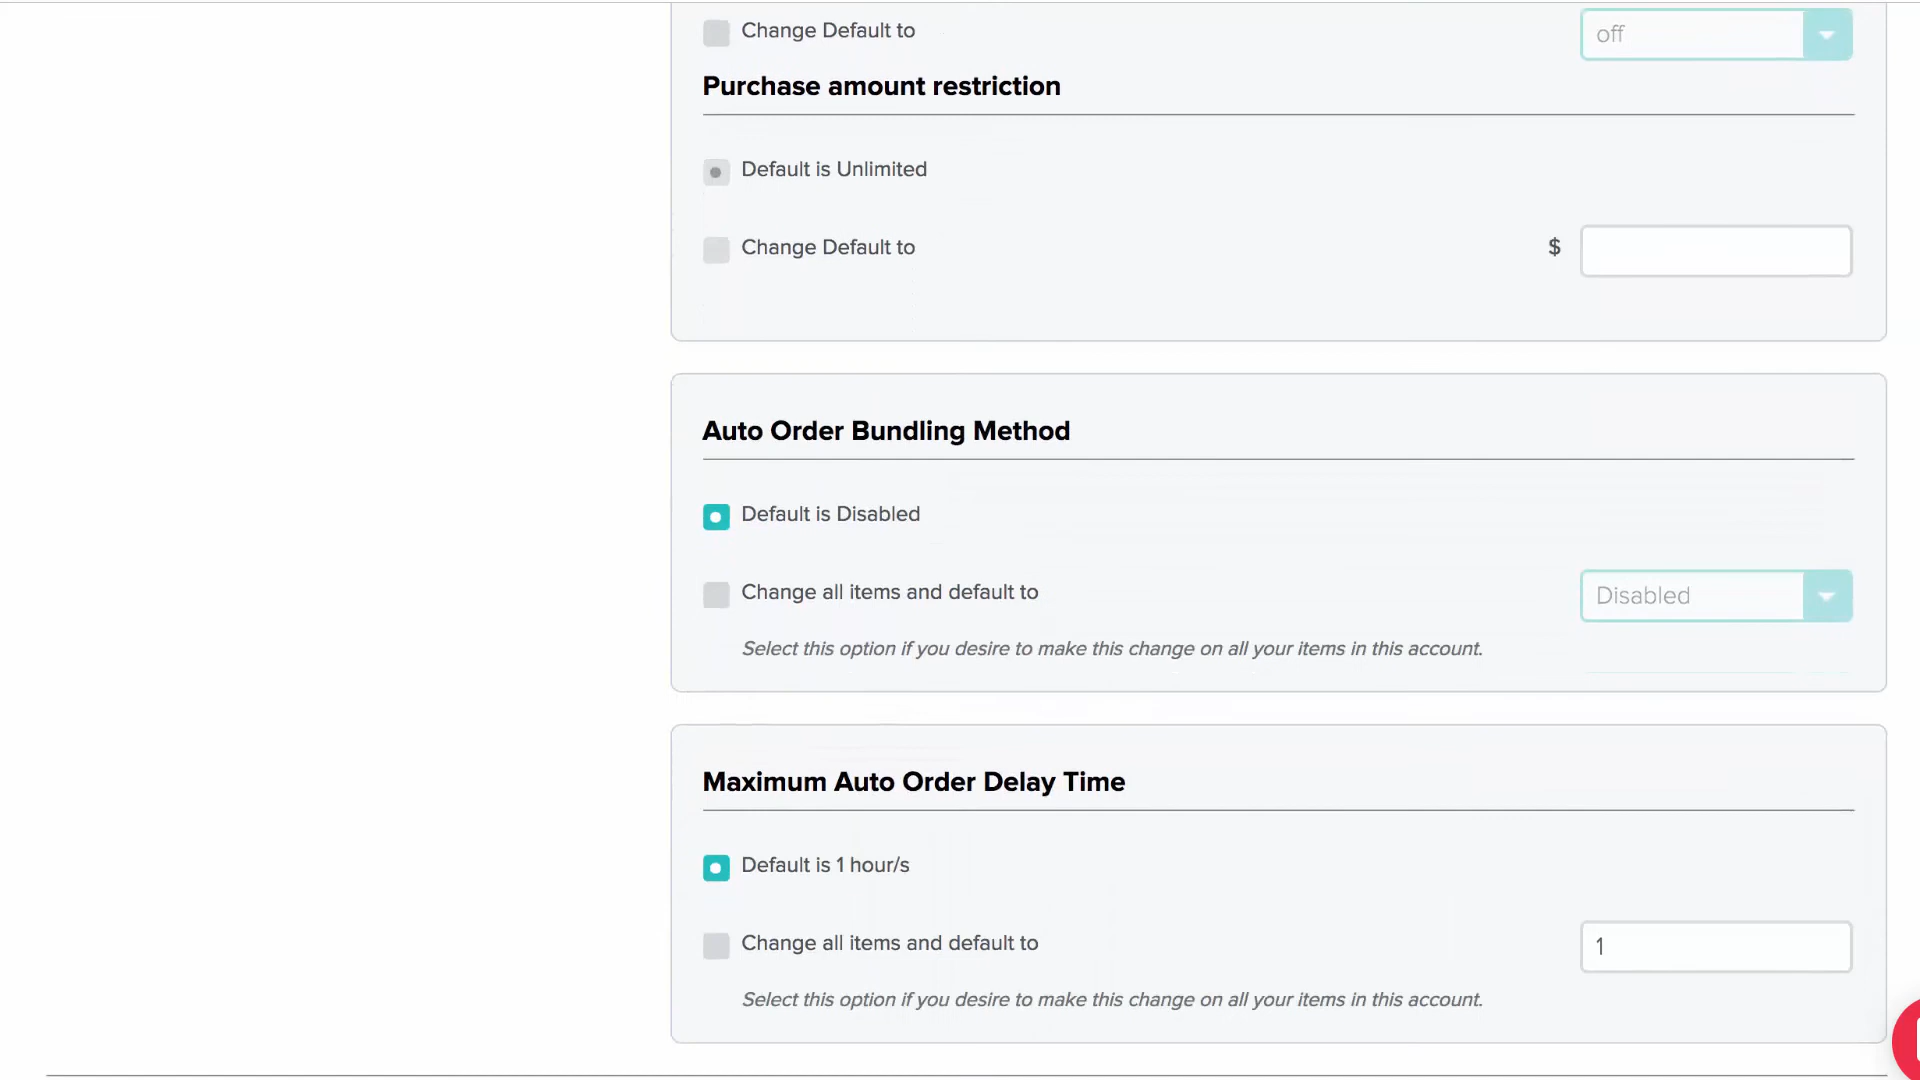 Change Default to
off
Purchase amount restriction
Default is Unlimited
Change Default to
$
Auto Order Bundling Method
Default is Disabled
Change all items and default to
Disabled
Select this option if you desire to make this change on all your items in this account.
Maximum Auto Order Delay Time
Default is 1 hour/s
Change all items and default to
1
Select this option if you desire to make this change on all your items in this account.